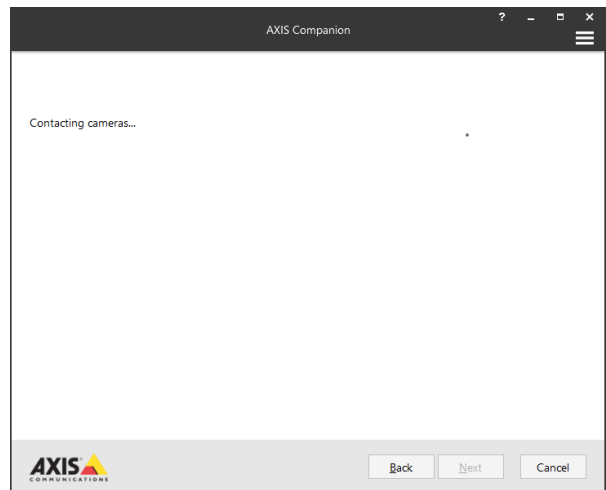 AXIS Companion
?
Contacting cameras...
AXIS
COMMUNICATIONS
Back
Next
Cancel